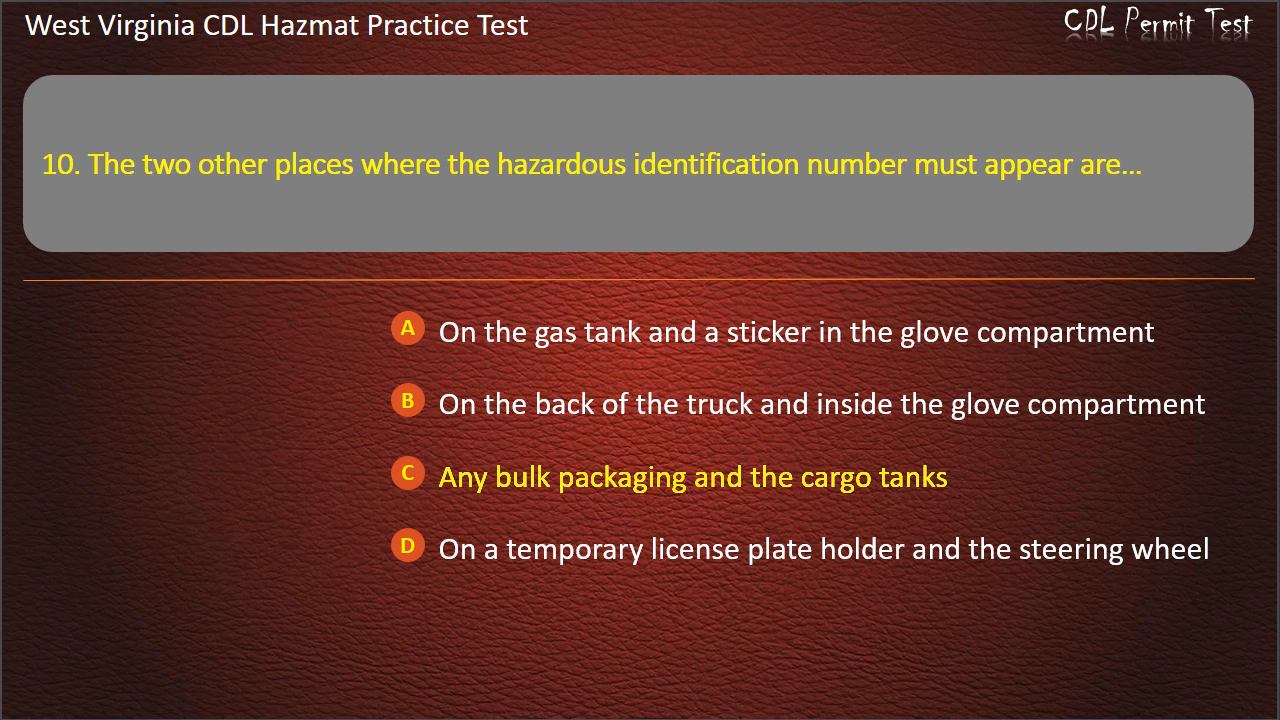 West Virginia CDL Hazmat Practice Test
CDL Permit Test
10. The two other places where the hazardous identification number must appear are...
A On the gas tank and a sticker in the glove compartment
B On the back of the truck and inside the glove compartment
C Any bulk packaging and the cargo tanks
D On a temporary license plate holder and the steering wheel